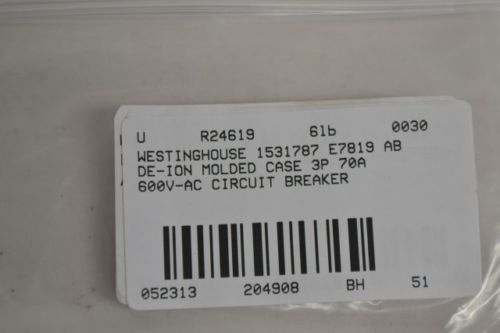 U R24619 6lb 0030
WESTINGHOUSE 1531787 E7819 AB
DE-ION MOLDED CASE 3P 70A
600V-AC CIRCUIT BREAKER
052313 204908 BH 51